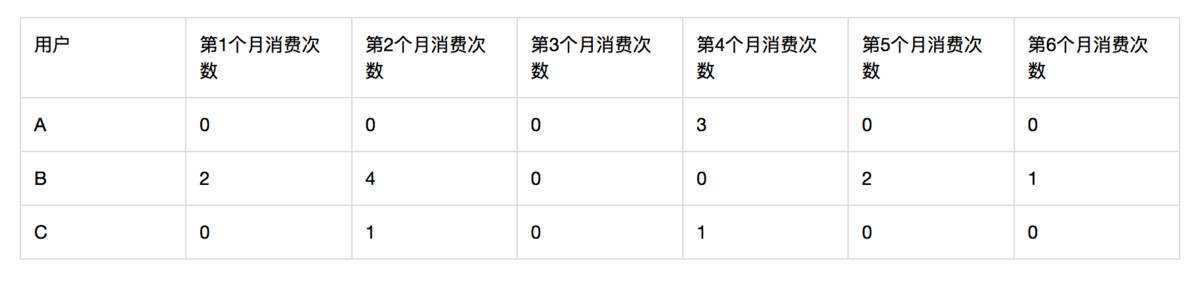 用户 第1个月消费次 第2个月消费次 第3个月消费次 第4个月消费次 第5个月消费次 第6个月消费次
数 数 数 数 数 数
A 0 0 0 3 0 0
B 2 4 0 0 2 1
C 0 1 0 1 0 0